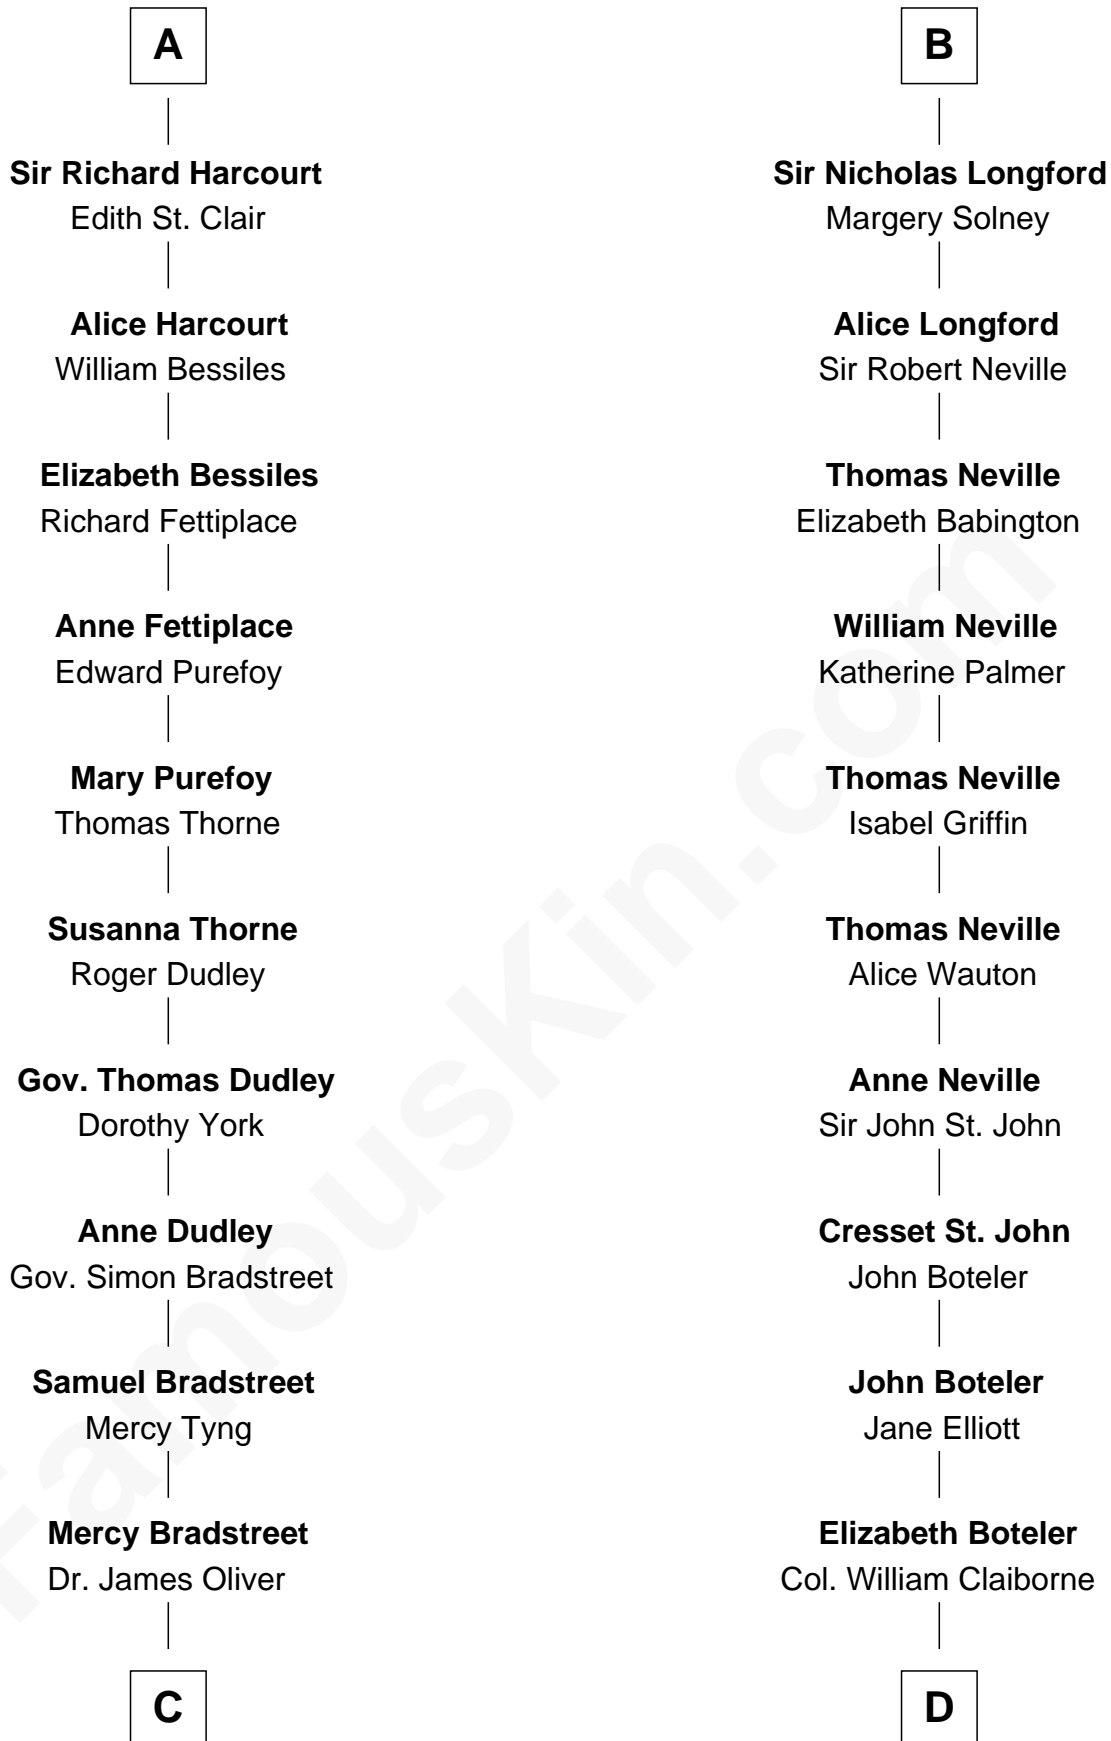 A
Sir Richard Harcourt
Edith St. Clair
Alice Harcourt
William Bessiles
Elizabeth Bessiles
Richard Fettiplace
Anne Fettiplace
Edward Purefoy
Mary Purefoy
Thomas Thorne
Susanna Thorne
Roger Dudley
Gov. Thomas Dudley
Dorothy York
Anne Dudley
Gov. Simon Bradstreet
Samuel Bradstreet
Mercy Tyng
Mercy Bradstreet
Dr. James Oliver
C
B
Sir Nicholas Longford
Margery Solney
Alice Longford
Sir Robert Neville
Thomas Neville
Elizabeth Babington
William Neville
Katherine Palmer
Thomas Neville
Isabel Griffin
Thomas Neville
Alice Wauton
Anne Neville
Sir John St. John
Cresset St. John
John Boteler
John Boteler
Jane Elliott
Elizabeth Boteler
Col. William Claiborne
D
FamousKin.com